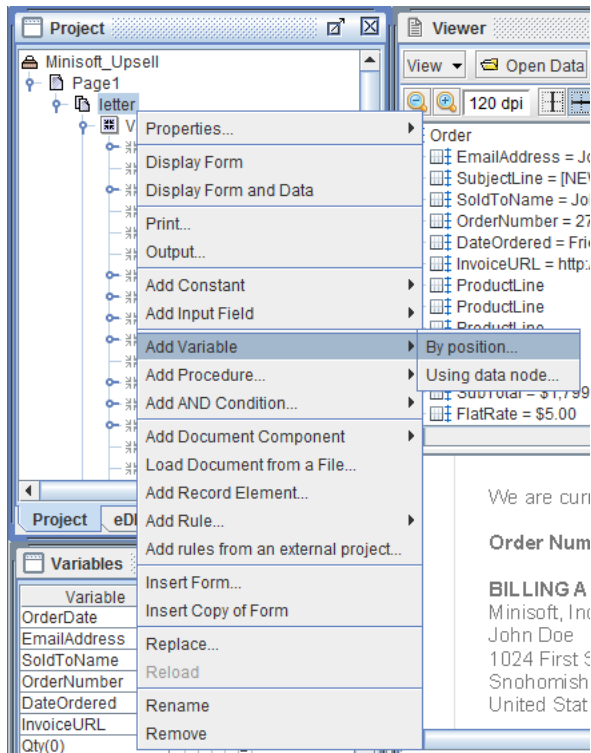 Project
Minisoft_Upsell
Page1
letter
V
Properties...
Display Form
Display Form and Data
Print...
Output...
Add Constant
Add Input Field
Add Variable
Add Procedure...
Add AND Condition...
Add Document Component
Load Document from a File...
Add Record Element...
Add Rule...
Add rules from an external project...
Insert Form...
Insert Copy of Form
Replace...
Reload
Rename
Remove
By position...
Using data node...
Project
Variables
Variable
OrderDate
EmailAddress
SoldToName
OrderNumber
DateOrdered
InvoiceURL
Qty(0)
Viewer
View Open Data
120 dpi
Order
EmailAddress = Jo
SubjectLine = [NEW
SoldToName = Jo
OrderNumber = 27
DateOrdered = Frie
InvoiceURL = http:
ProductLine
ProductLine
ProductLine
SubTotal = $1,799
FlatRate = $5.00
We are curr
Order Num
BILLING A
Minisoft, Inc
John Doe
1024 First S
Snohomish
United Stat